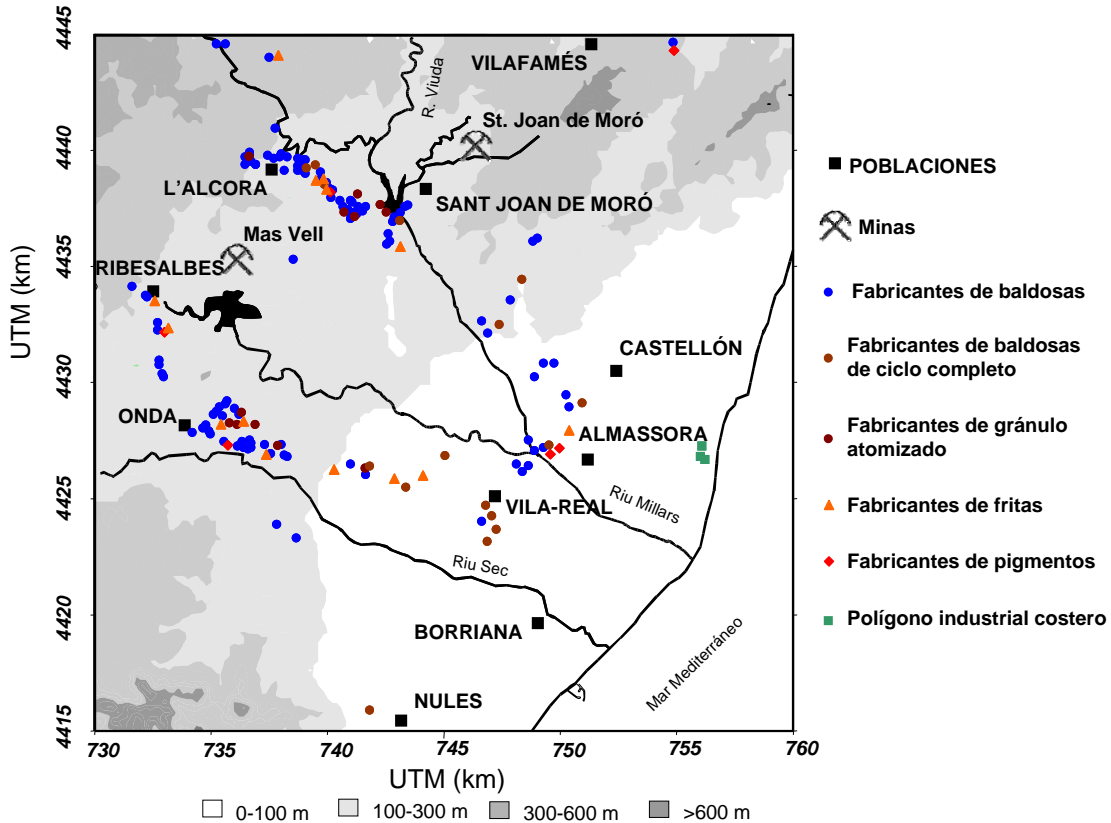 4445
4440
4435
4430
4425
4420
4415
UTM (km)
730
735
740
745
750
755
760
UTM (km)
VILAFAMÉS
R. Viuda
St. Joan de Moró
L'ALCORA
SANT JOAN DE MORÓ
Mas Vell
RIBESALBES
CASTELLÓN
ONDA
ALMASSORA
VILA-REAL
Riu Millars
Riu Sec
BORRIANA
Mar Mediterráneo
NULES
POBLACIONES
Minas
Fabricantes de baldosas
Fabricantes de baldosas
de ciclo completo
Fabricantes de gránulo
atomizado
Fabricantes de fritas
Fabricantes de pigmentos
Polígono industrial costero
0-100 m
100-300 m
300-600 m
>600 m